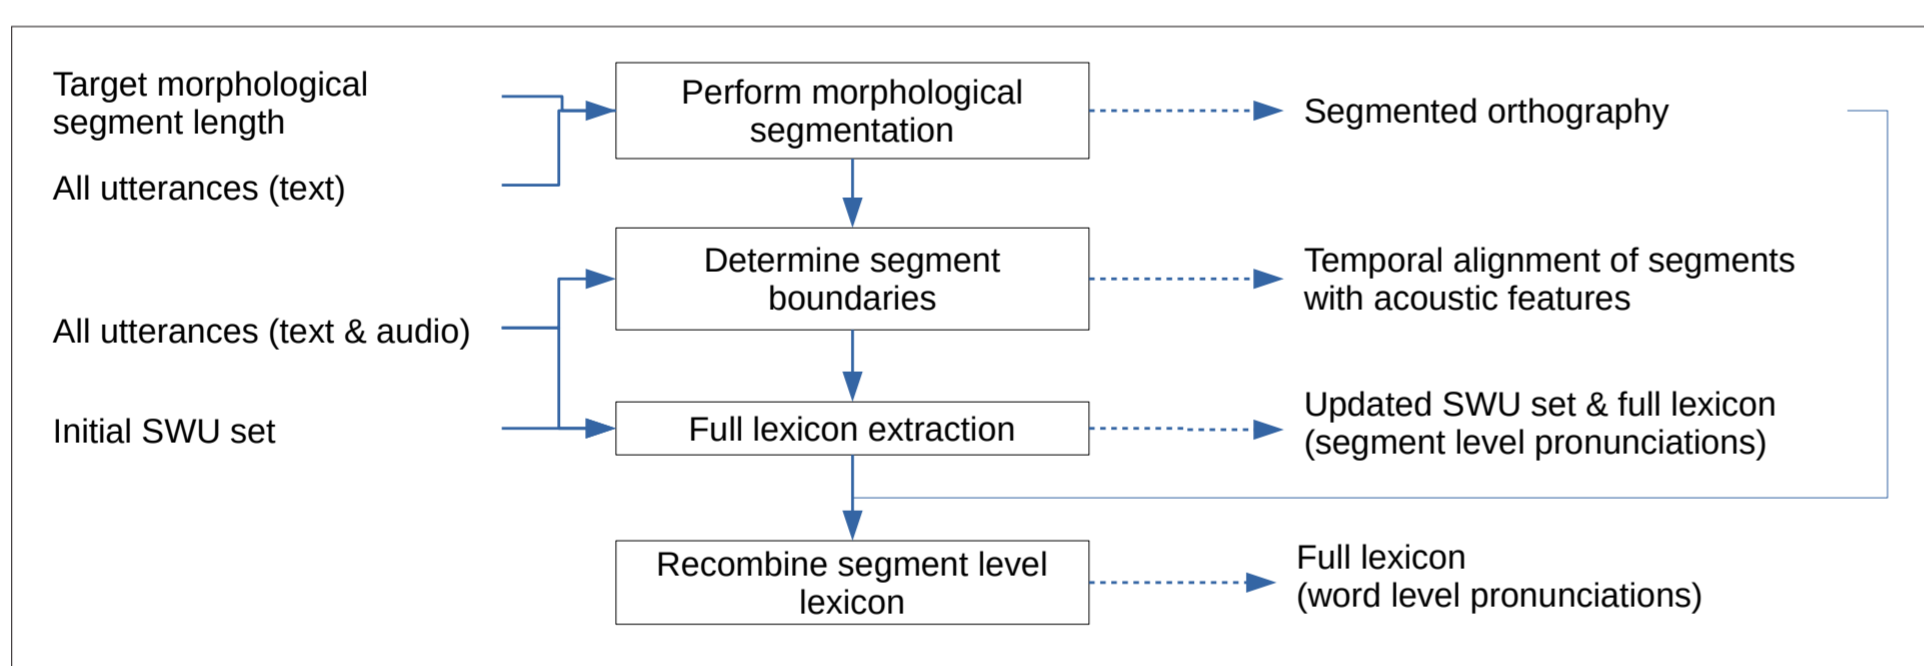 Target morphological
segment length
All utterances (text)
All utterances (text & audio)
Initial SWU set
Perform morphological
segmentation
Determine segment
boundaries
Full lexicon extraction
Recombine segment level
lexicon
Segmented orthography
Temporal alignment of segments
with acoustic features
Updated SWU set & full lexicon
(segment level pronunciations)
Full lexicon
(word level pronunciations)